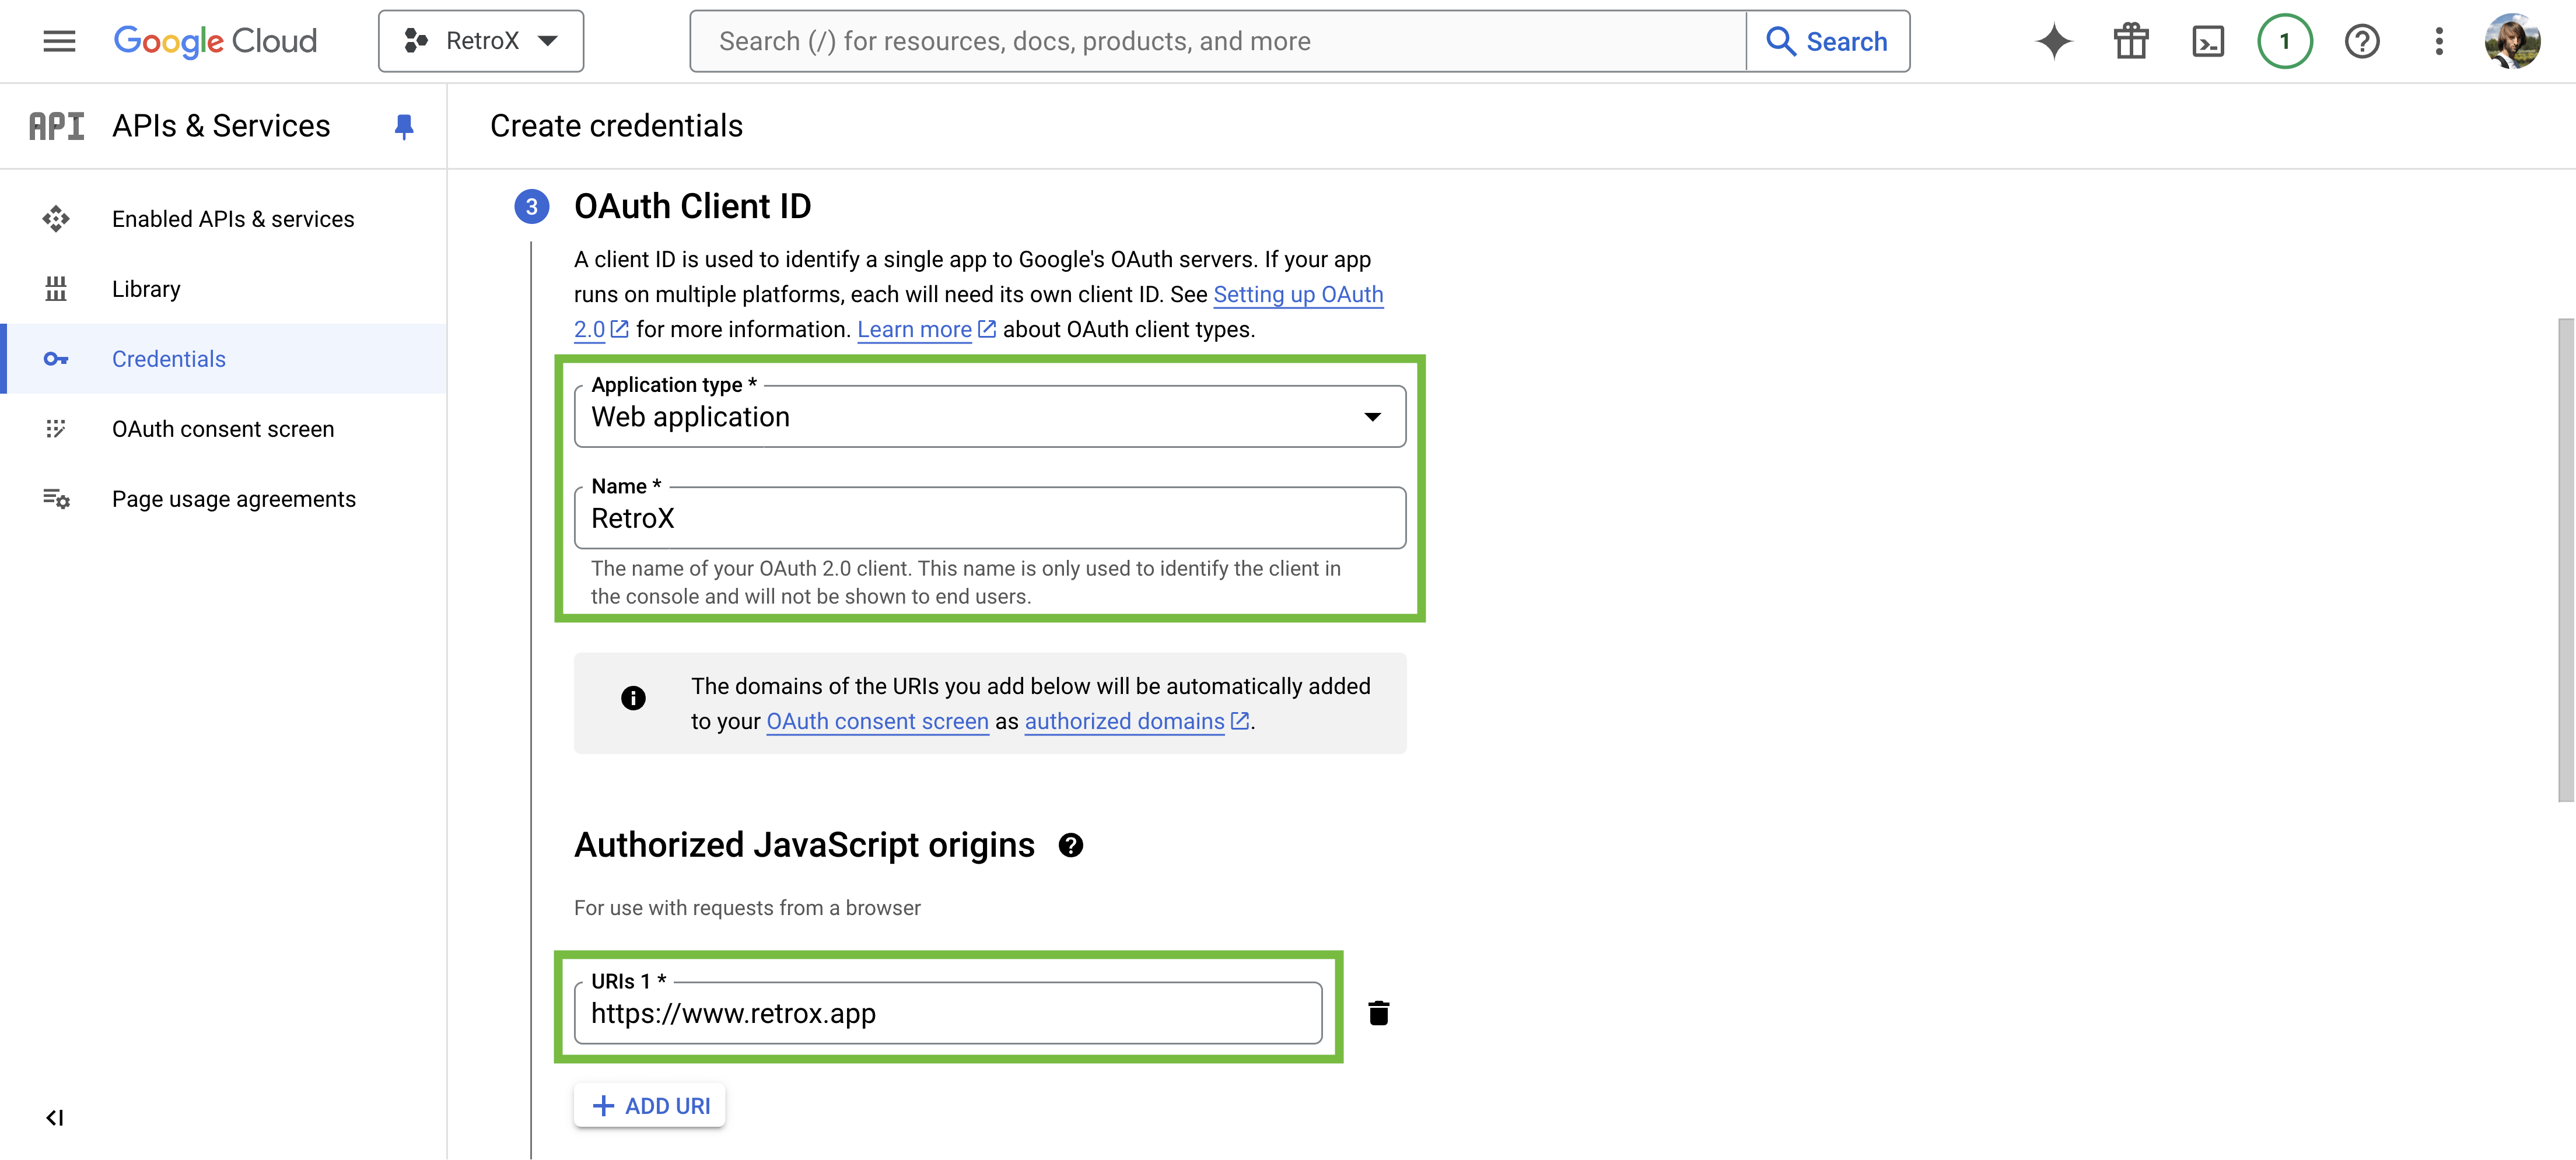 Google Cloud
RetroX
Search (/) for resources, docs, products, and more
Search
1
API
APIs & Services
Create credentials
Enabled APIs & services
Library
Credentials
OAuth consent screen
Page usage agreements
3
OAuth Client ID
A client ID is used to identify a single app to Google's OAuth servers. If your app
runs on multiple platforms, each will need its own client ID. See Setting up OAuth
2.0 for more information. Learn more about OAuth client types.
Application type *
Web application
Name *
RetroX
The name of your OAuth 2.0 client. This name is only used to identify the client in
the console and will not be shown to end users.
The domains of the URIs you add below will be automatically added
to your OAuth consent screen as authorized domains.
Authorized JavaScript origins
For use with requests from a browser
URIs 1 *
https://www.retrox.app
+ ADD URI